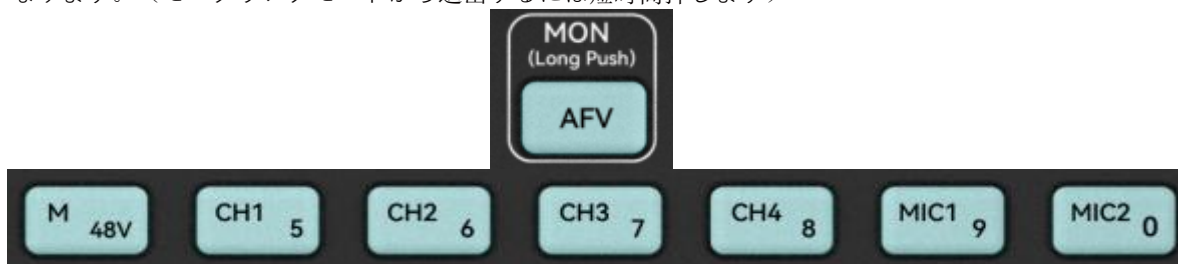 MON
(Long Push)
AFV
M 48V CH1 5 CH2 6 CH3 7 CH4 8 MIC1 9 MIC2 0